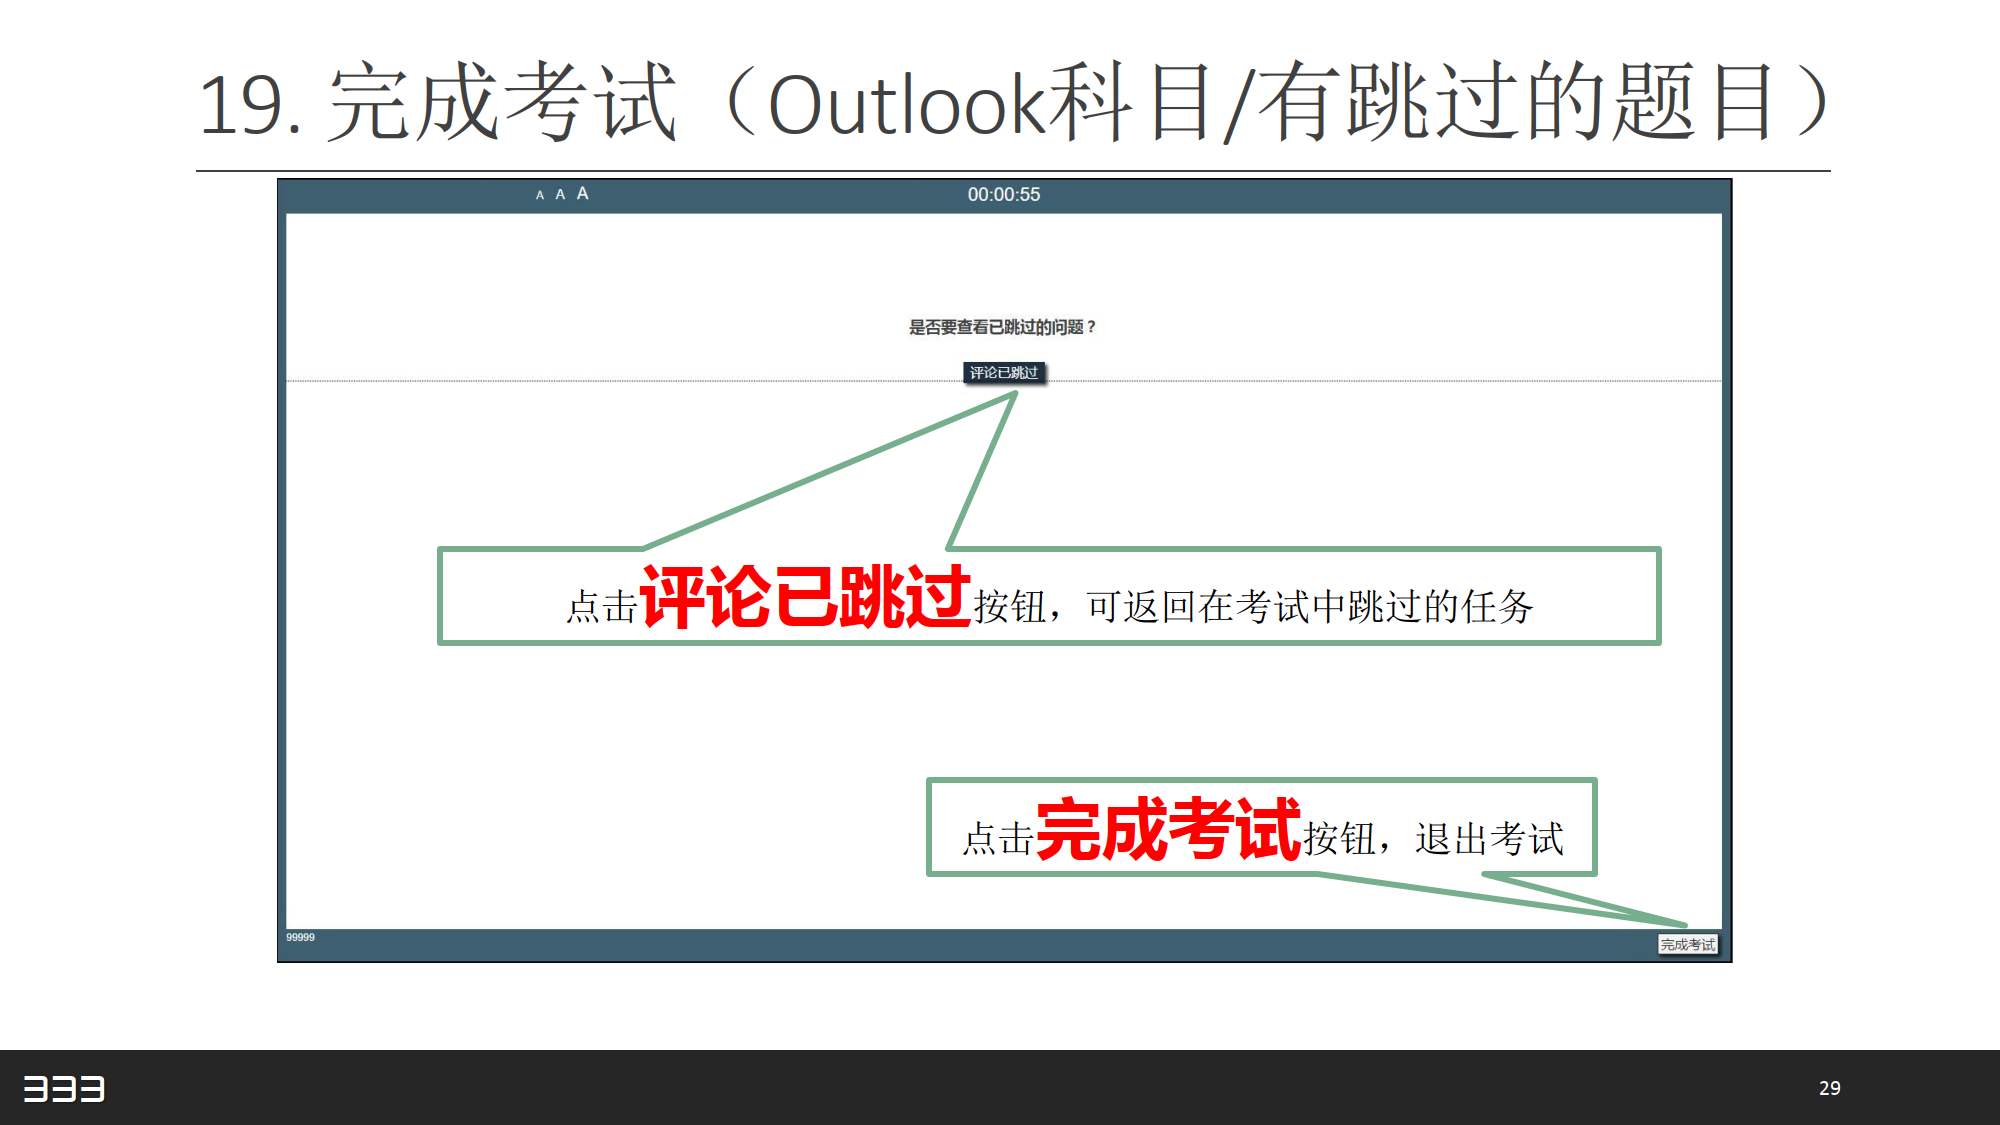 19. 完成考试（Outlook科目/有跳过的题目）
A A A
00:00:55
是否要查看已跳过的问题？
评论已跳过
点击评论已跳过按钮，可返回在考试中跳过的任务
点击完成考试按钮，退出考试
99999
完成考试
333
29